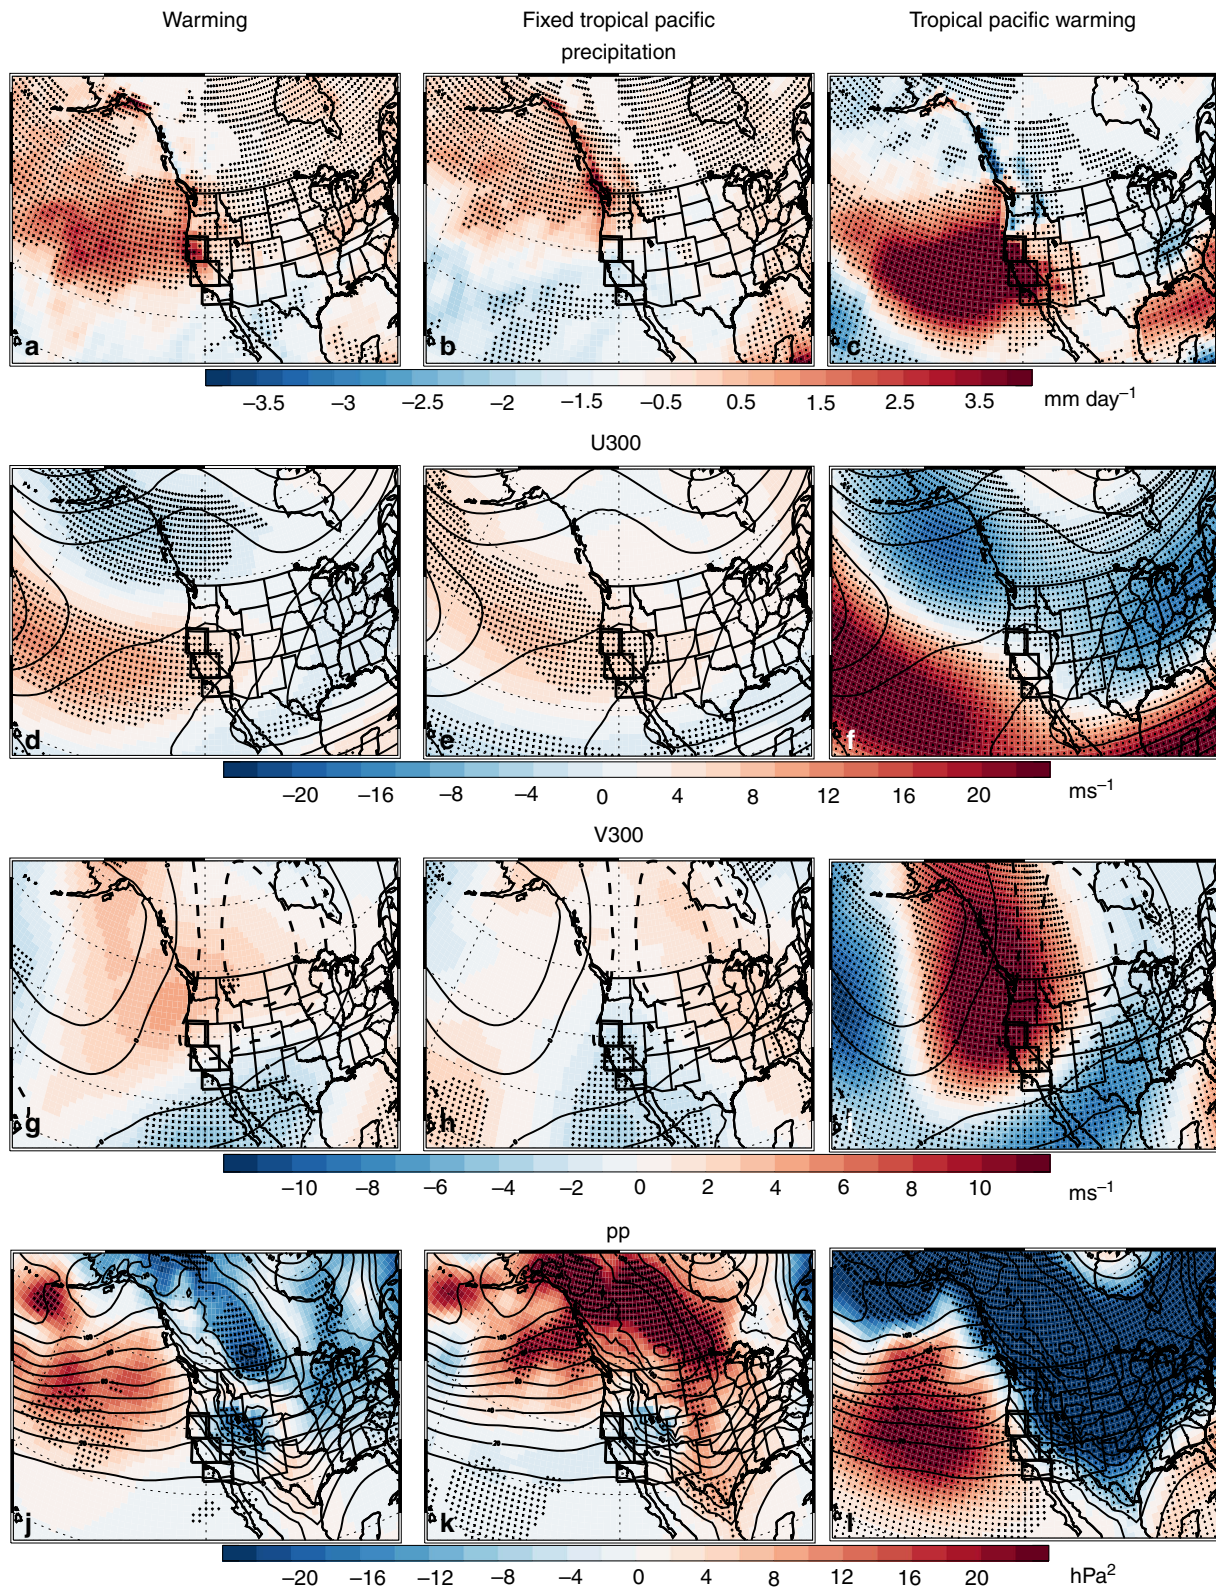 Warming
Fixed tropical pacific
Tropical pacific warming
precipitation
a
b
c
−3.5 −3 −2.5 −2 −1.5 −0.5 0.5 1.5 2.5 3.5 mm day⁻¹
U300
d
e
f
−20 −16 −8 −4 0 4 8 12 16 20 ms⁻¹
V300
g
h
i
−10 −8 −6 −4 −2 0 2 4 6 8 10 ms⁻¹
pp
j
k
l
−20 −16 −12 −8 −4 0 4 8 12 16 20 hPa²